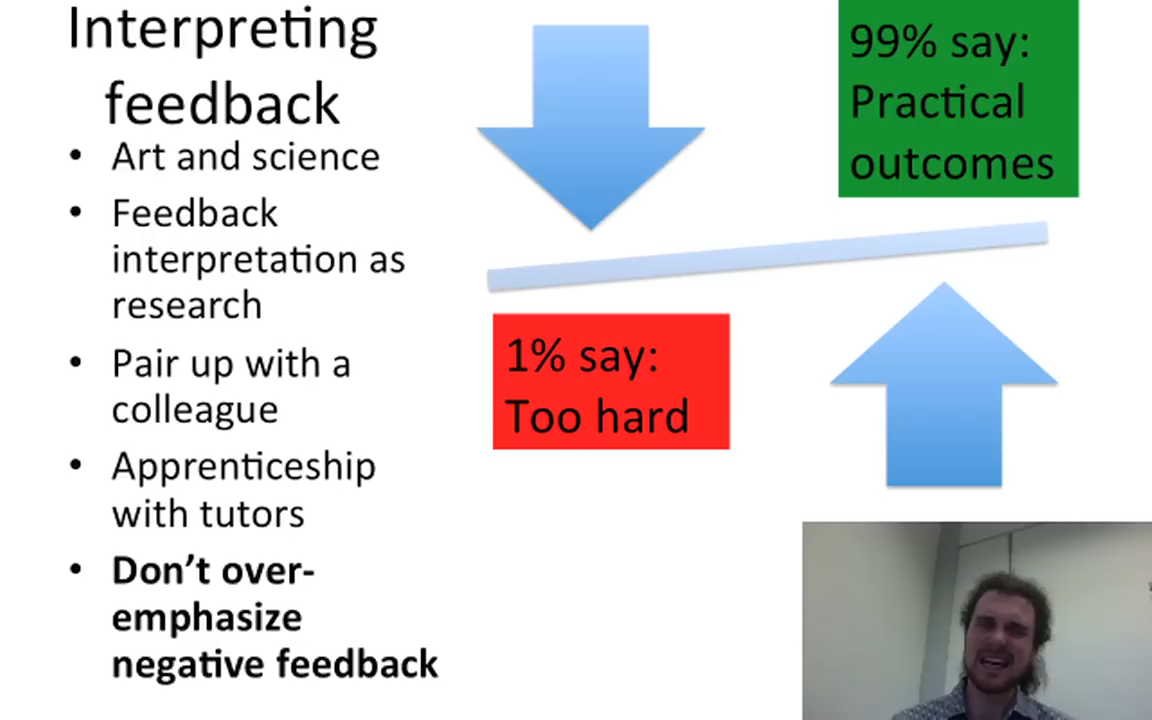 Interpreting
feedback
• Art and science
• Feedback
interpretation as
research
• Pair up with a
colleague
• Apprenticeship
with tutors
• Don’t over-
emphasize
negative feedback
99% say:
Practical
outcomes
1% say:
Too hard